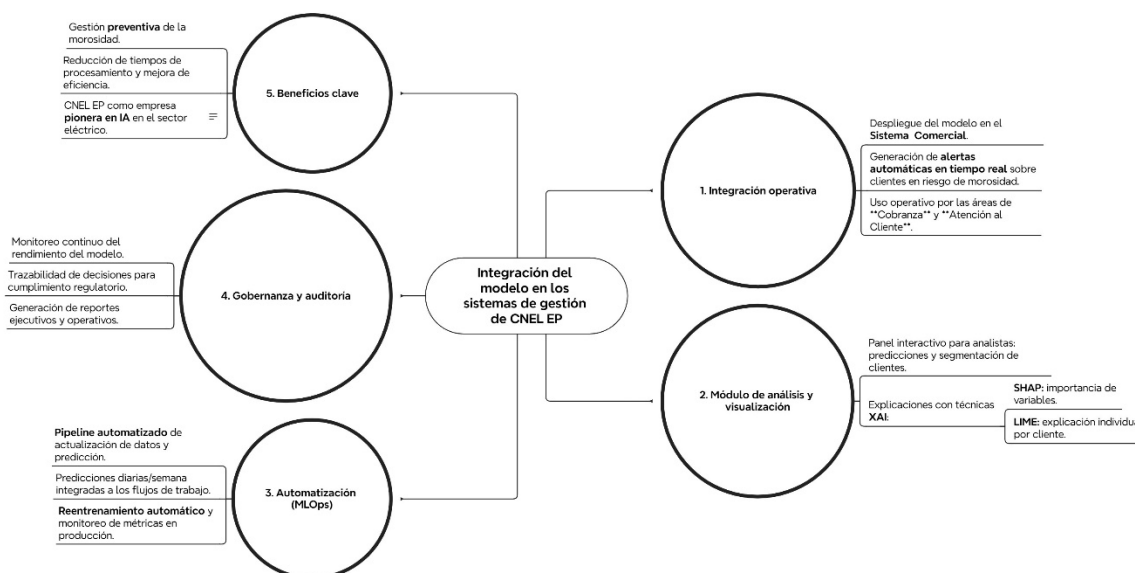 Integración del
modelo en los
sistemas de gestión
de CNEL EP
1. Integración operativa
Despliegue del modelo en el
Sistema Comercial.
Generación de alertas
automáticas en tiempo real sobre
clientes en riesgo de morosidad.
Uso operativo por las áreas de
**Cobranza** y **Atención al
Cliente**.
2. Módulo de análisis y
visualización
Panel interactivo para analistas:
predicciones y segmentación de
clientes.
Explicaciones con técnicas
XAI:
SHAP: importancia de
variables.
LIME: explicación individua
por cliente.
3. Automatización
(MLOps)
Pipeline automatizado de
actualización de datos y
predicción.
Predicciones diarias/semana
integradas a los flujos de trabajo.
Reentrenamiento automático y
monitoreo de métricas en
producción.
4. Gobernanza y auditoría
Monitoreo continuo del
rendimiento del modelo.
Trazabilidad de decisiones para
cumplimiento regulatorio.
Generación de reportes
ejecutivos y operativos.
5. Beneficios clave
Gestión preventiva de la
morosidad.
Reducción de tiempos de
procesamiento y mejora de
eficiencia.
CNEL EP como empresa
pionera en IA en el sector
eléctrico.